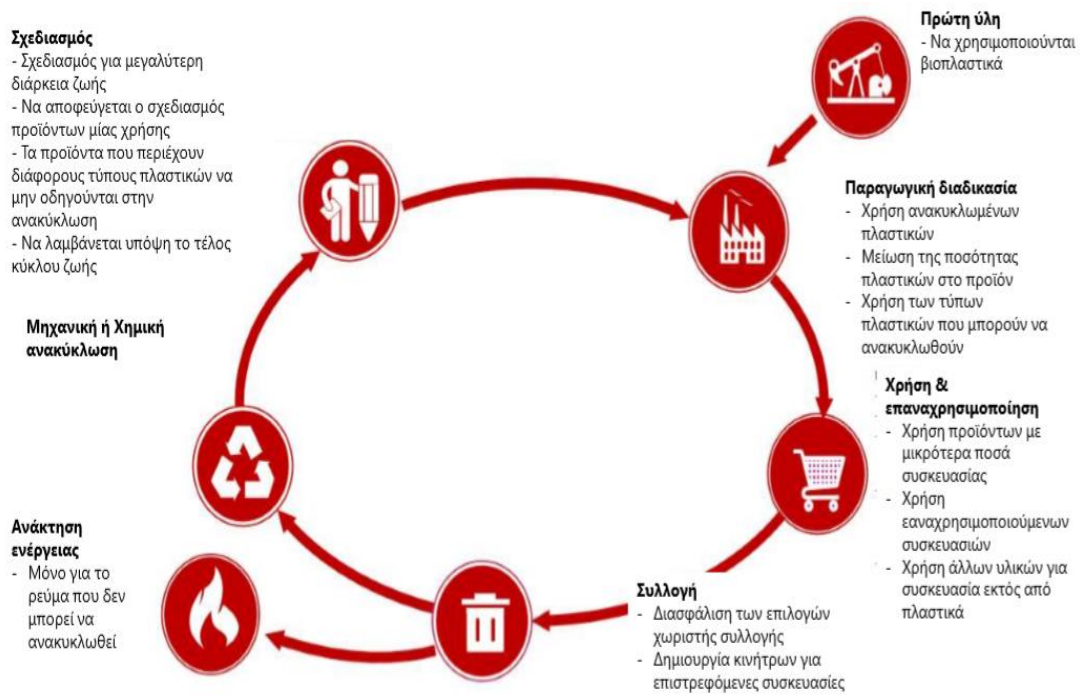 Σχεδιασμός
- Σχεδιασμός για μεγαλύτερη
διάρκεια ζωής
- Να αποφεύγεται ο σχεδιασμός
προϊόντων μίας χρήσης
- Τα προϊόντα που περιέχουν
διάφορους τύπους πλαστικών να
μην οδηγούνται στην
ανακύκλωση
- Να λαμβάνεται υπόψη το τέλος
κύκλου ζωής
Πρώτη ύλη
- Να χρησιμοποιούνται
βιοπλαστικά
Παραγωγική διαδικασία
- Χρήση ανακυκλωμένων
πλαστικών
- Μείωση της ποσότητας
πλαστικών στο προϊόν
- Χρήση των τύπων
πλαστικών που μπορούν να
ανακυκλωθούν
Χρήση &
επαναχρησιμοποίηση
- Χρήση προϊόντων με
μικρότερα ποσά
συσκευασίας
- Χρήση
εαναχρησιμοποιούμενων
συσκευασιών
- Χρήση άλλων υλικών για
συσκευασία εκτός από
πλαστικά
Συλλογή
- Διασφάλιση των επιλογών
χωριστής συλλογής
- Δημιουργία κινήτρων για
επιστρεφόμενες συσκευασίες
Μηχανική ή Χημική
ανακύκλωση
Ανάκτηση
ενέργειας
- Μόνο για το
ρεύμα που δεν
μπορεί να
ανακυκλωθεί